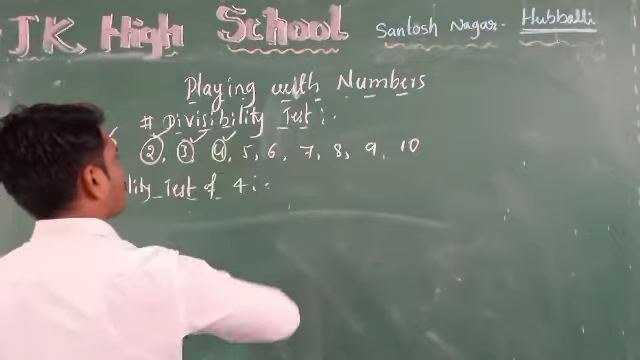 JK High School Santosh Nagar. Hubballi
Playing with Numbers
# Divisibility Test :.
2, 3, 4, 5, 6, 7, 8, 9, 10
lity Test of 4 :-